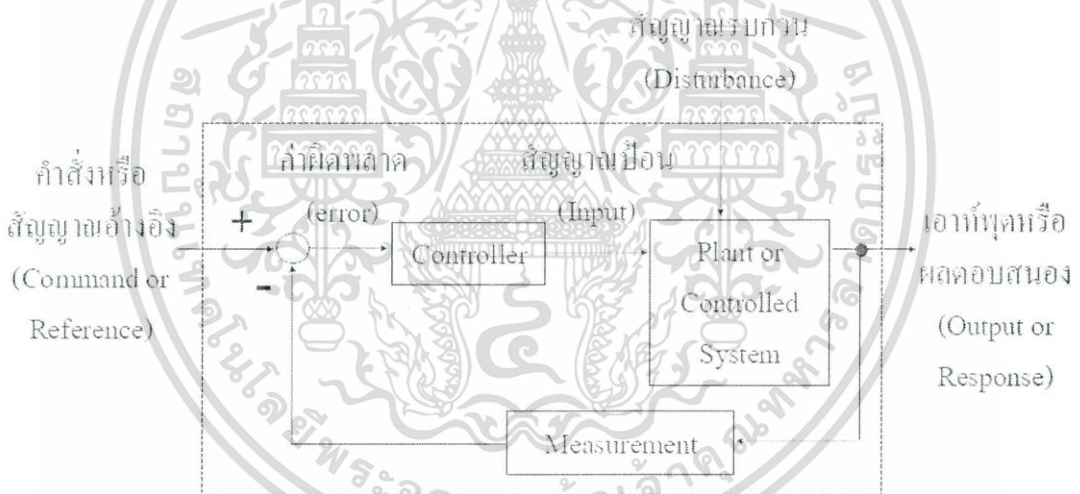 สัญญาณรบกวน
(Disturbance)
คำสั่งหรือ
สัญญาณอ้างอิง
(Command or
Reference)
ค่าผิดพลาด
(error)
สัญญาณป้อน
(Input)
+
-
Controller
Plant or
Controlled
System
Measurement
เอาท์พุตหรือ
ผลตอบสนอง
(Output or
Response)